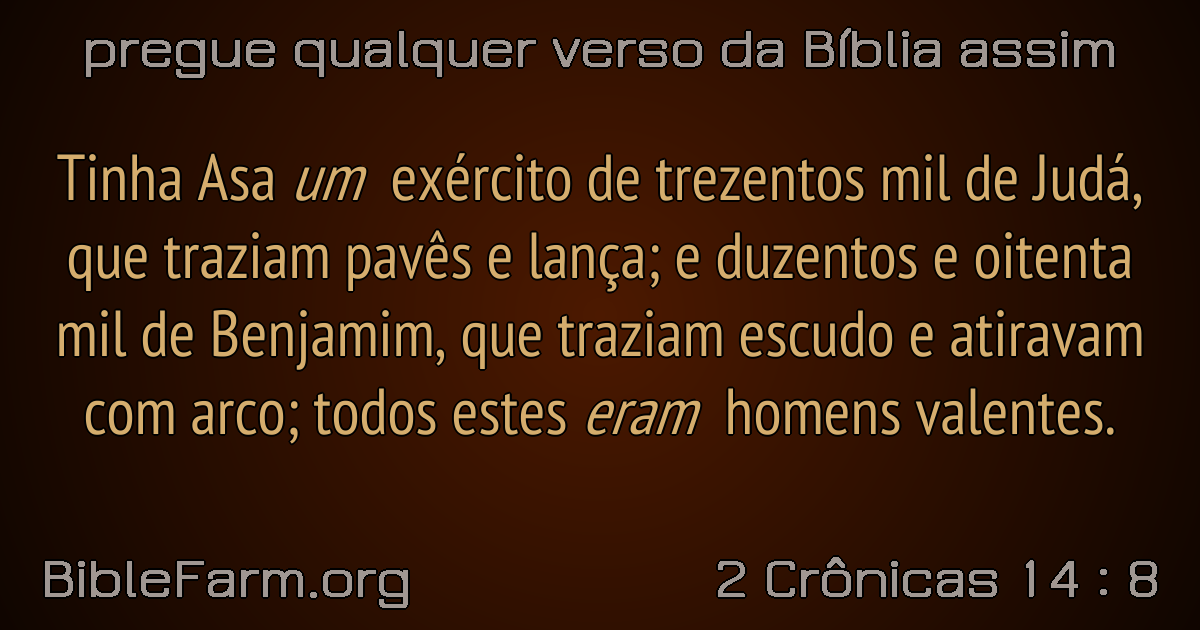 pregue qualquer verso da Bíblia assim
Tinha Asa um exército de trezentos mil de Judá,
que traziam pavês e lança; e duzentos e oitenta
mil de Benjamim, que traziam escudo e atiravam
com arco; todos estes eram homens valentes.
BibleFarm.org
2 Crônicas 14 : 8